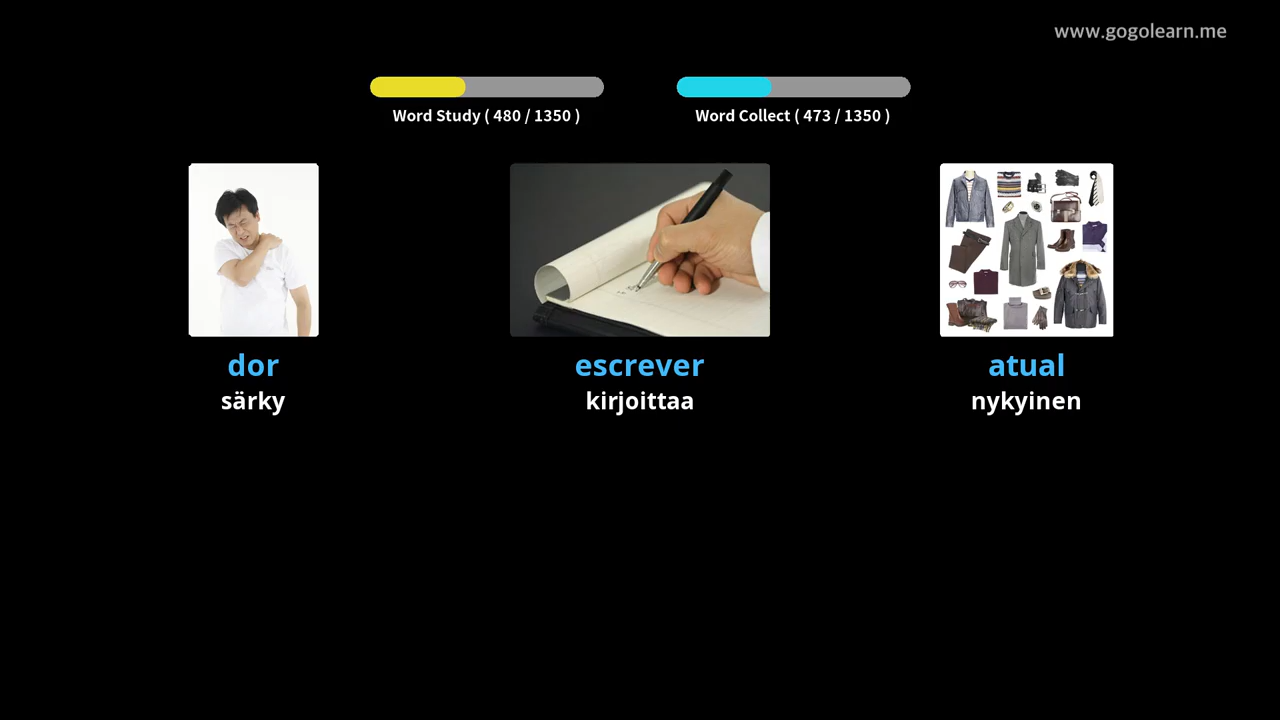 www.gogolearn.me
Word Study ( 480 / 1350 )
Word Collect ( 473 / 1350 )
dor
särky
escrever
kirjoittaa
atual
nykyinen